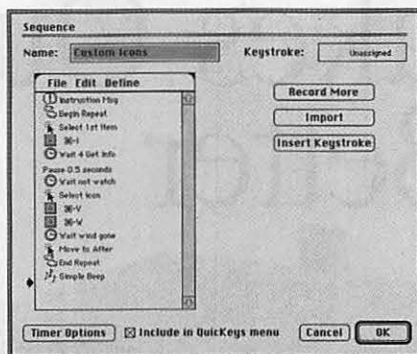 Sequence
Name: Custom Icons Keystroke: Unassigned
File Edit Define
Instruction Msg
Begin Repeat
Select 1st Item
⌘-I
Wait 4 Get Info
Pause 0.5 seconds
Wait not watch
Select icon
⌘-V
⌘-W
Wait wind gone
Move to After
End Repeat
Simple Beep
Record More
Import
Insert Keystroke
Timer Options Include in QuicKeys menu Cancel OK